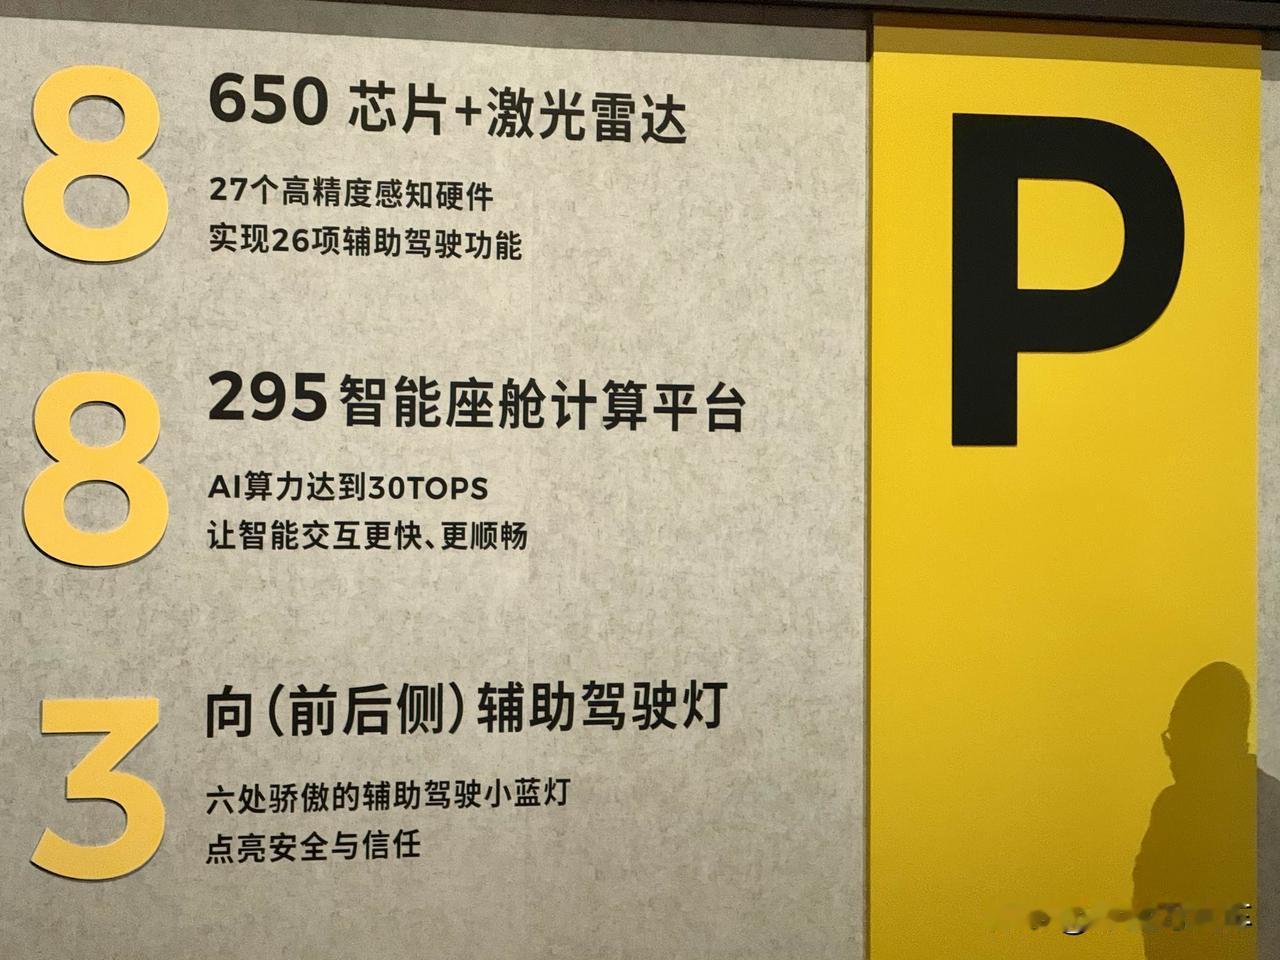 8 650 芯片+激光雷达
27个高精度感知硬件
实现26项辅助驾驶功能
8 295智能座舱计算平台
AI算力达到30TOPS
让智能交互更快、更顺畅
3 向(前后侧)辅助驾驶灯
六处骄傲的辅助驾驶小蓝灯
点亮安全与信任
P